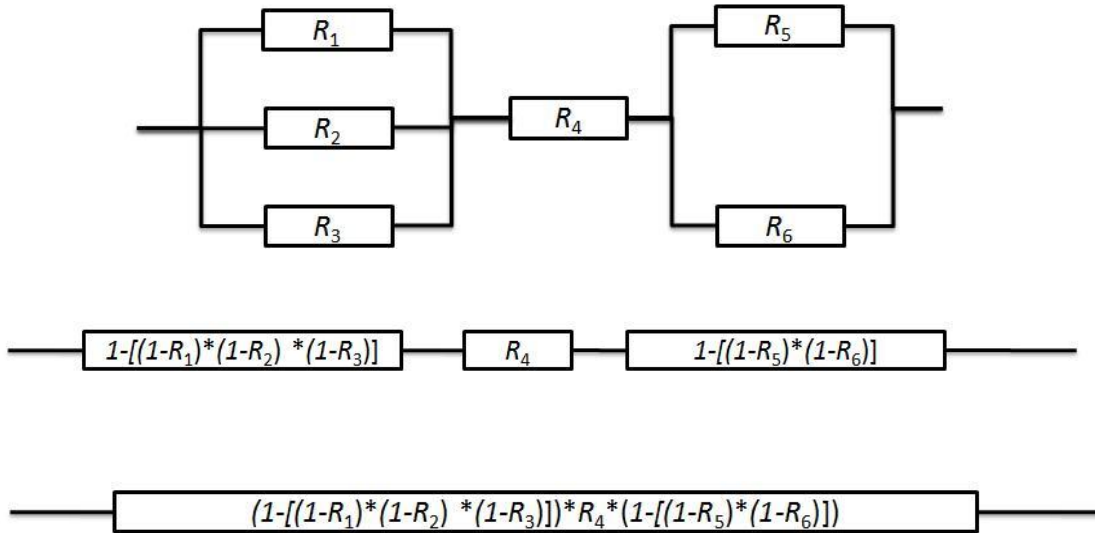 R₁
R₂
R₃
R₄
R₅
R₆
1-[(1-R₁)*(1-R₂) *(1-R₃)]
R₄
1-[(1-R₅)*(1-R₆)]
(1-[(1-R₁)*(1-R₂) *(1-R₃)])*R₄*(1-[(1-R₅)*(1-R₆)])